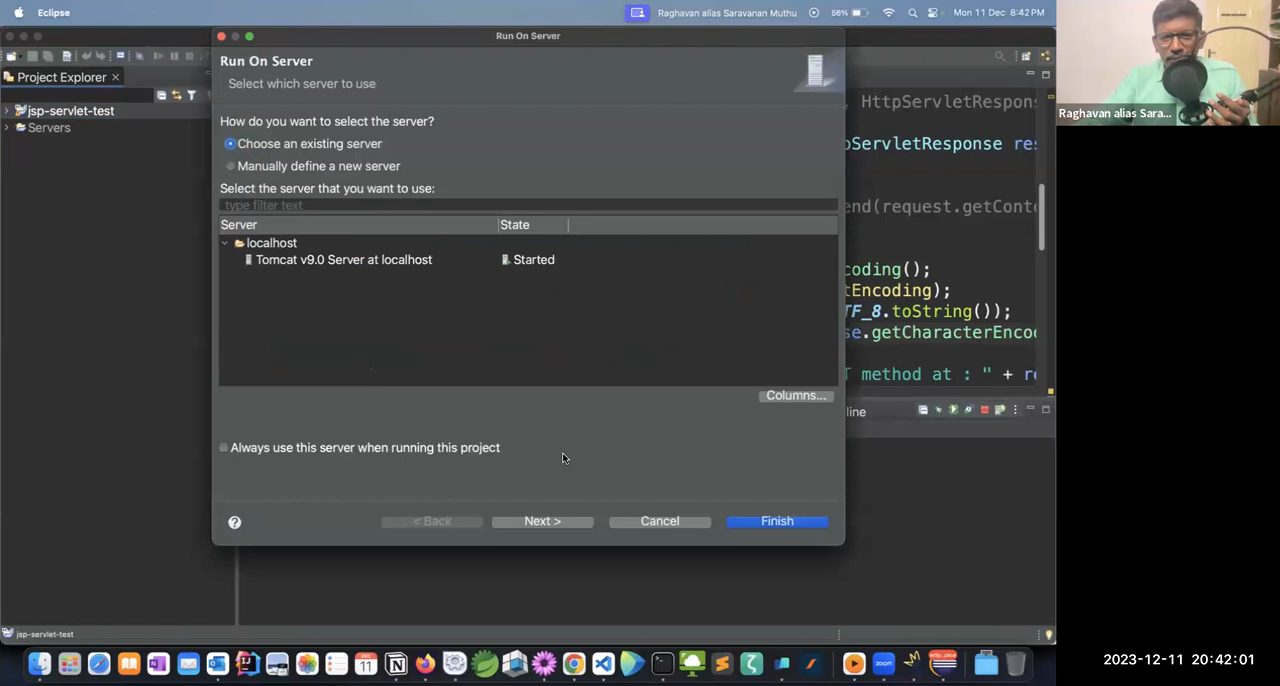 Eclipse
Raghavan alias Saravanan Muthu
56%
Mon 11 Dec 8:42 PM
Run On Server
Project Explorer
jsp-servlet-test
Servers
Run On Server
Select which server to use
How do you want to select the server?
Choose an existing server
Manually define a new server
Select the server that you want to use:
type filter text
Server State
localhost
Tomcat v9.0 Server at localhost Started
Columns...
Always use this server when running this project
?
< Back Next > Cancel Finish
, HttpServletRespons
pServletResponse res
end(request.getConte
coding();
tEncoding);
TF_8.toString());
se.getCharacterEnco
T method at : " + re
line
jsp-servlet-test
DEC
11
zoom
Raghavan alias Sara...
2023-12-11 20:42:01